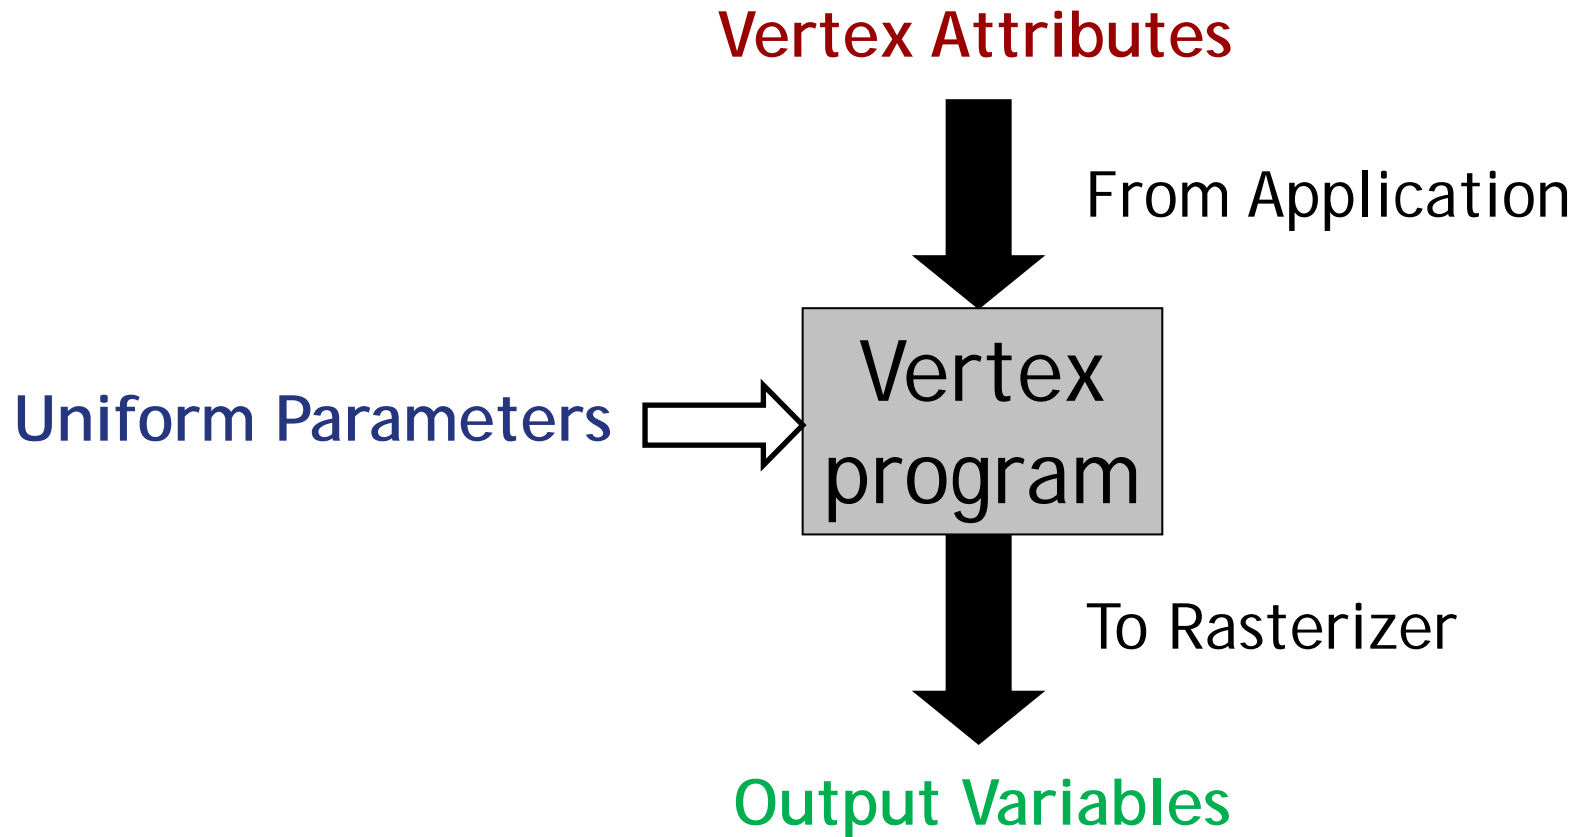 Vertex Attributes
From Application
Vertex
program
Uniform Parameters
To Rasterizer
Output Variables